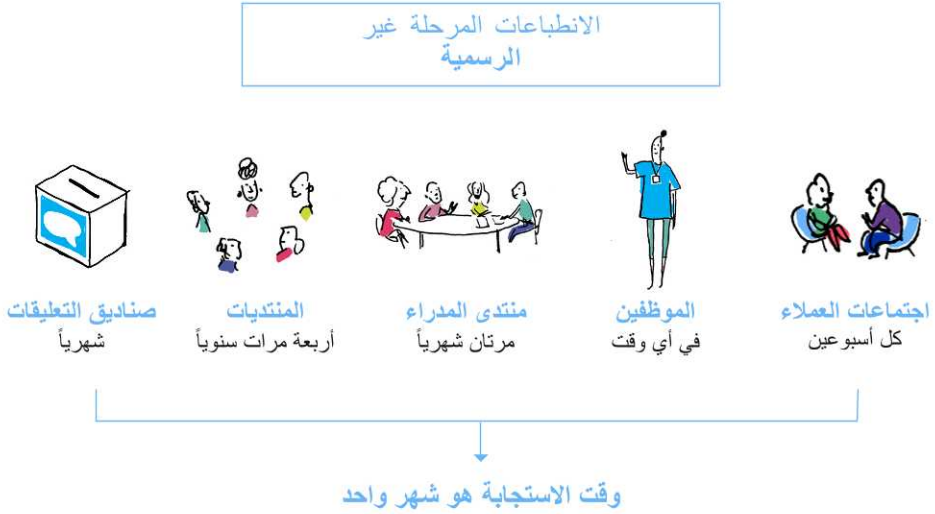 الانطباعات المرحلة غير
الرسمية
اجتماعات العملاء
كل أسبوعين
الموظفين
في أي وقت
منتدى المدراء
مرتان شهرياً
المنتديات
أربعة مرات سنوياً
صناديق التعليقات
شهرياً
وقت الاستجابة هو شهر واحد